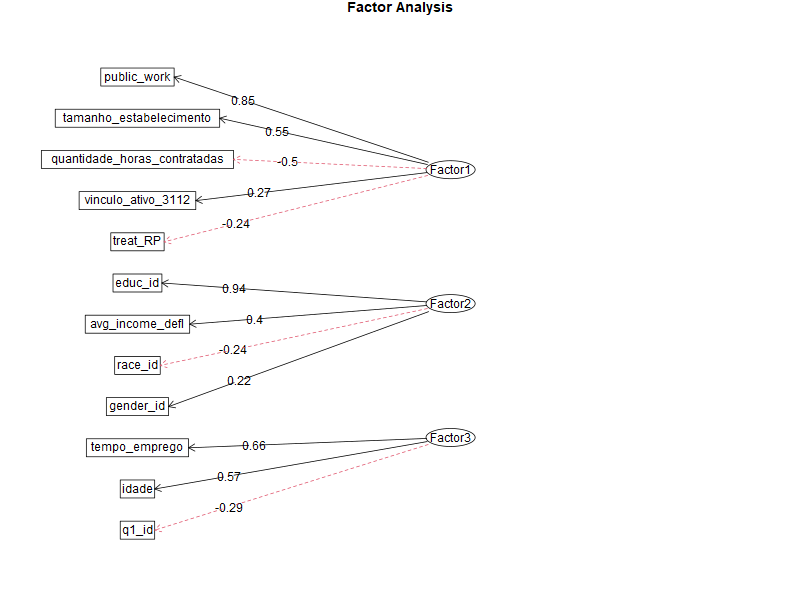 Factor Analysis
public_work
0.85
tamanho_estabelecimento
0.55
quantidade_horas_contratadas
-0.5
Factor1
vinculo_ativo_3112
0.27
treat_RP
-0.24
educ_id
0.94
Factor2
avg_income_defl
0.4
race_id
-0.24
gender_id
0.22
tempo_emprego
0.66
Factor3
idade
0.57
q1_id
-0.29